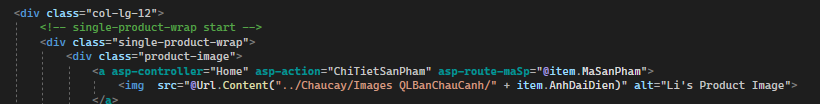 <div class="col-lg-12">
<!-- single-product-wrap start -->
<div class="single-product-wrap">
<div class="product-image">
<a asp-controller="Home" asp-action="ChiTietSanPham" asp-route-maSp="@item.MaSanPham">
<img  src="@Url.Content("../Chaucay/Images QLBanChauCanh/" + item.AnhDaiDien)" alt="Li's Product Image">
</a>